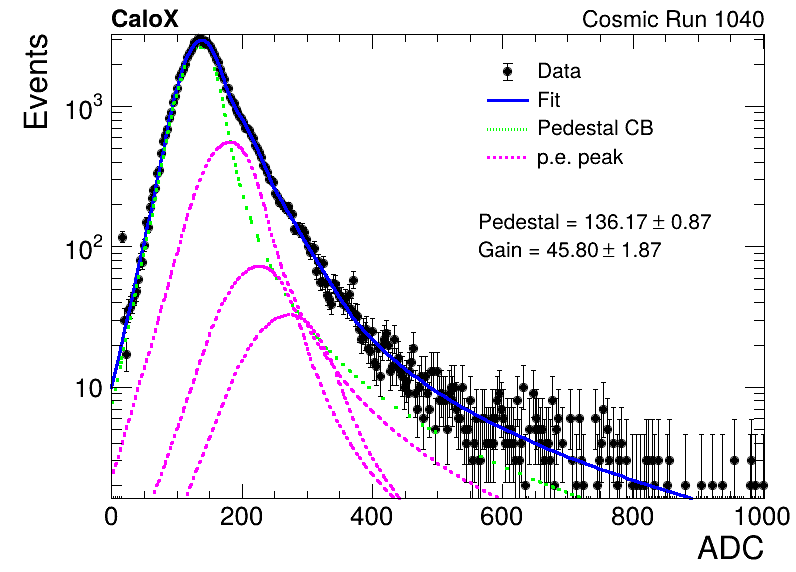 CaloX
Cosmic Run 1040
Events
10³
10²
10
Data
Fit
Pedestal CB
p.e. peak
Pedestal = 136.17 ± 0.87
Gain = 45.80 ± 1.87
0 200 400 600 800 1000
ADC